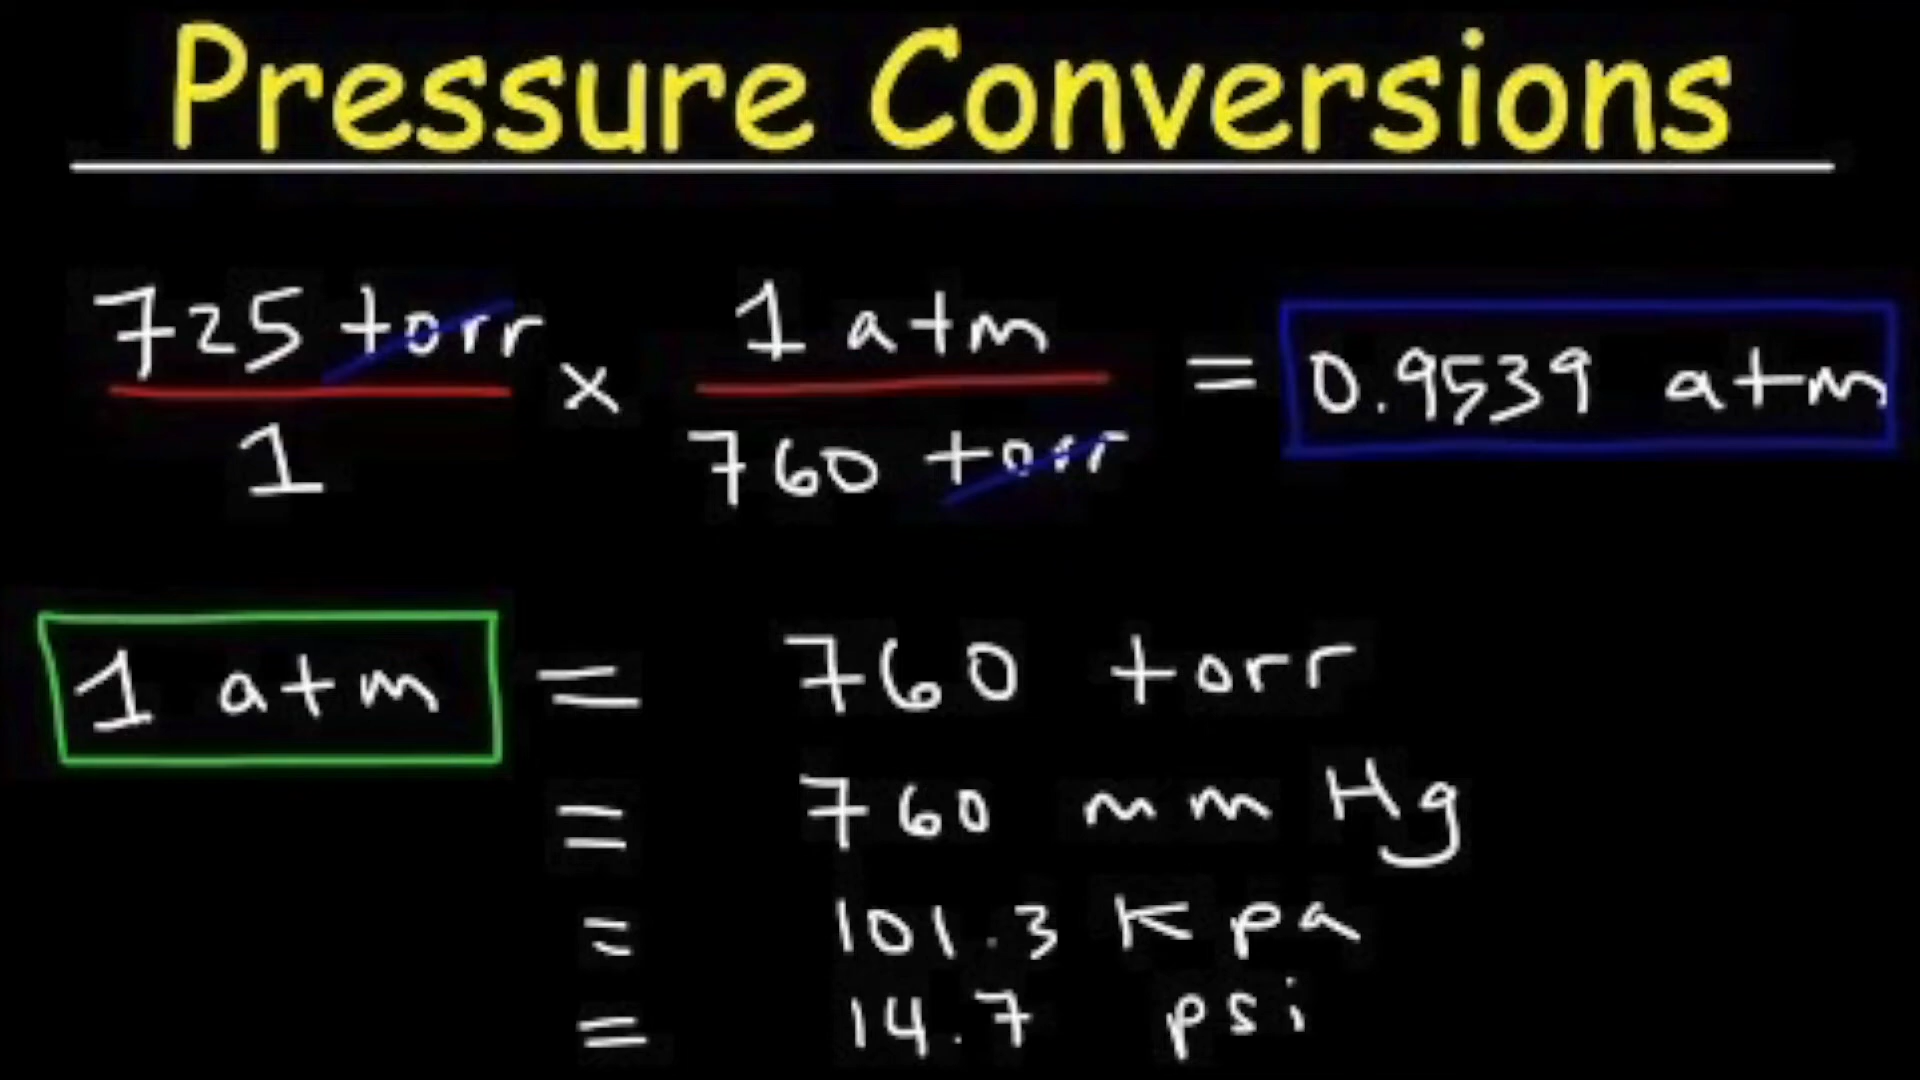 Pressure Conversions
725 torr / 1 x 1 atm / 760 torr = 0.9539 atm
1 atm = 760 torr
= 760 mm Hg
= 101.3 Kpa
= 14.7 psi